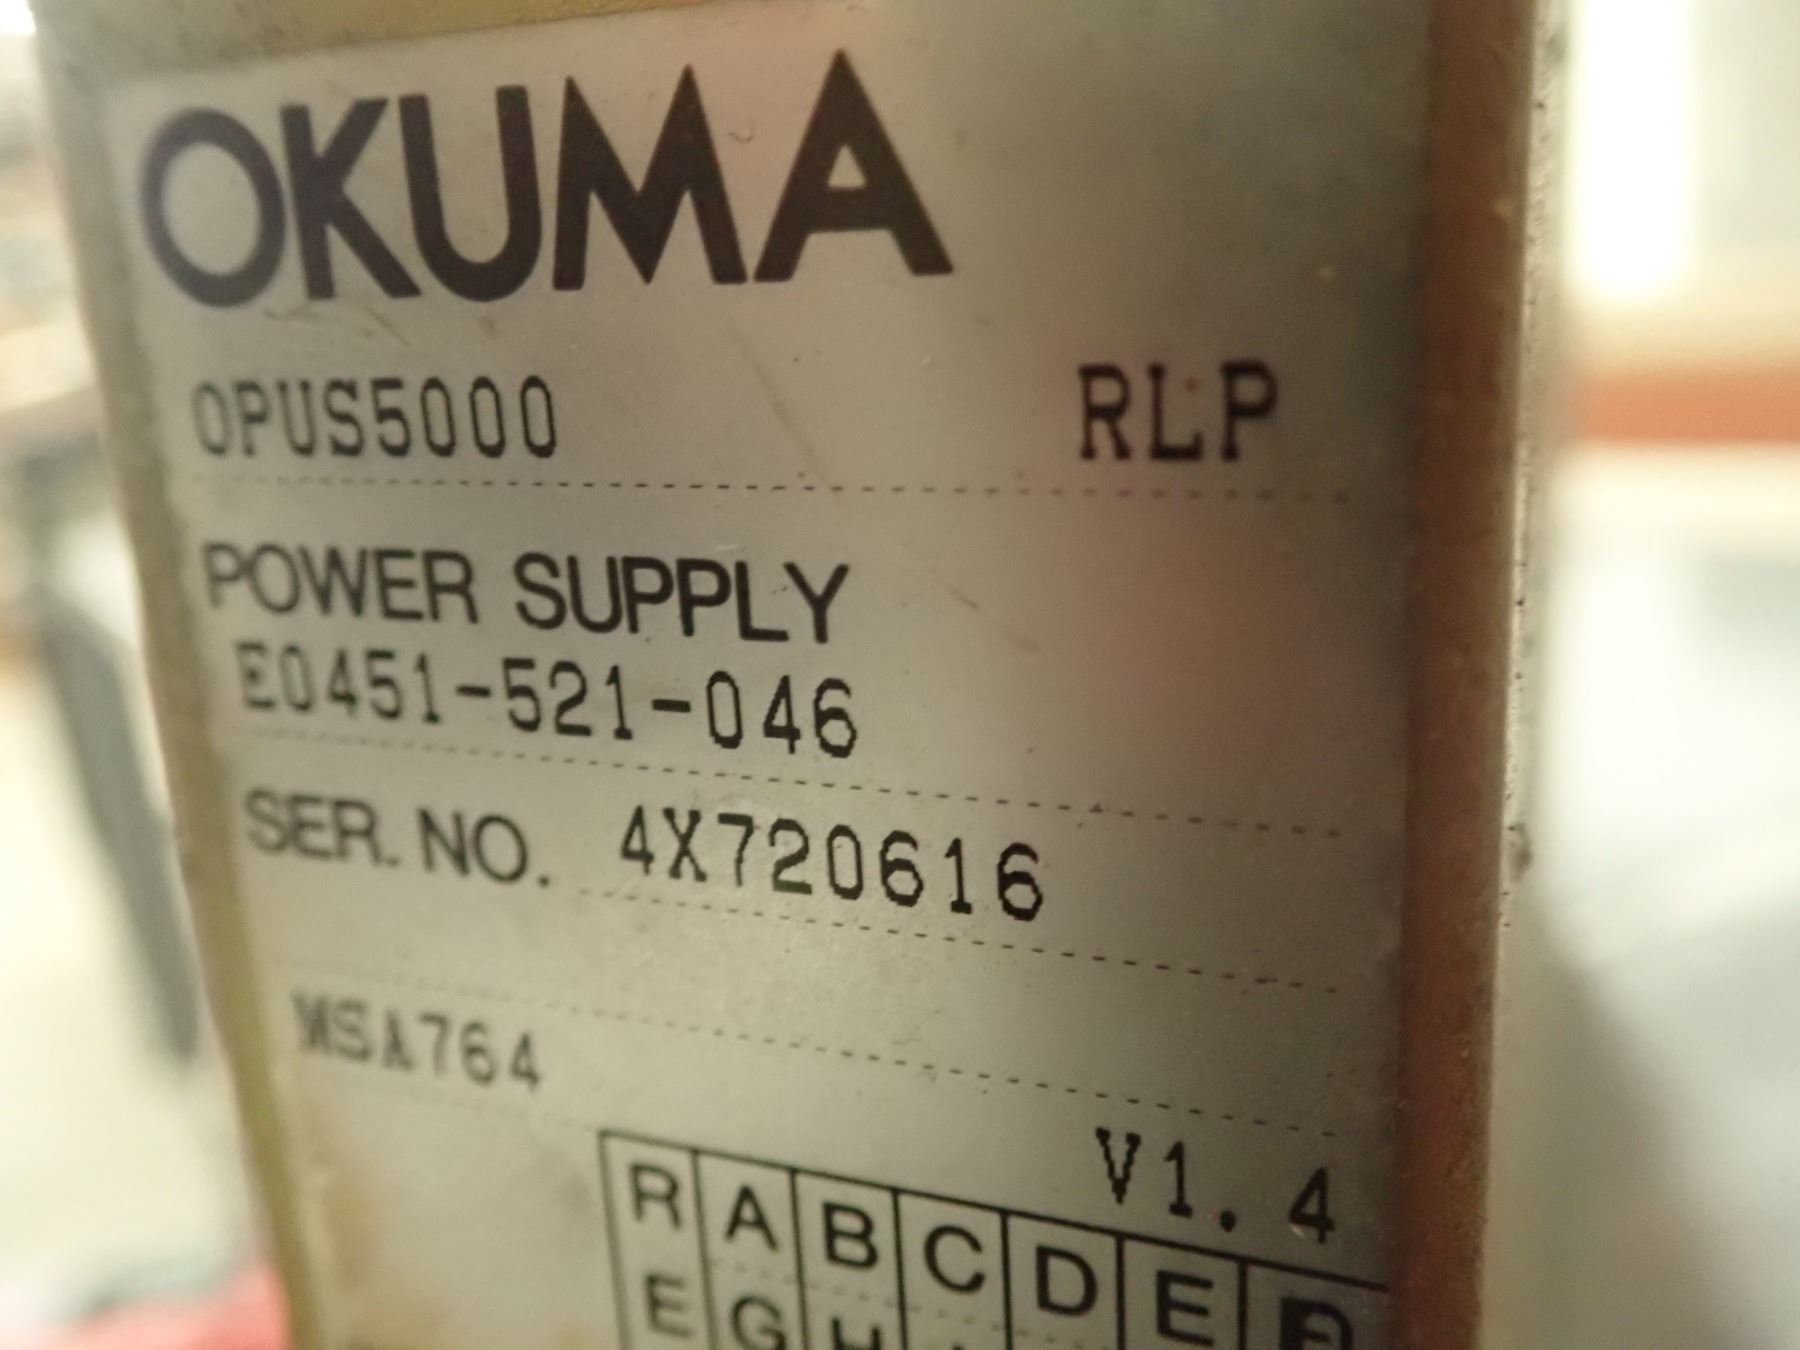 OKUMA
OPUS5000 RLP
POWER SUPPLY
E0451-521-046
SER. NO. 4X720616
MSA764
V1.4
R A B C D E
E G